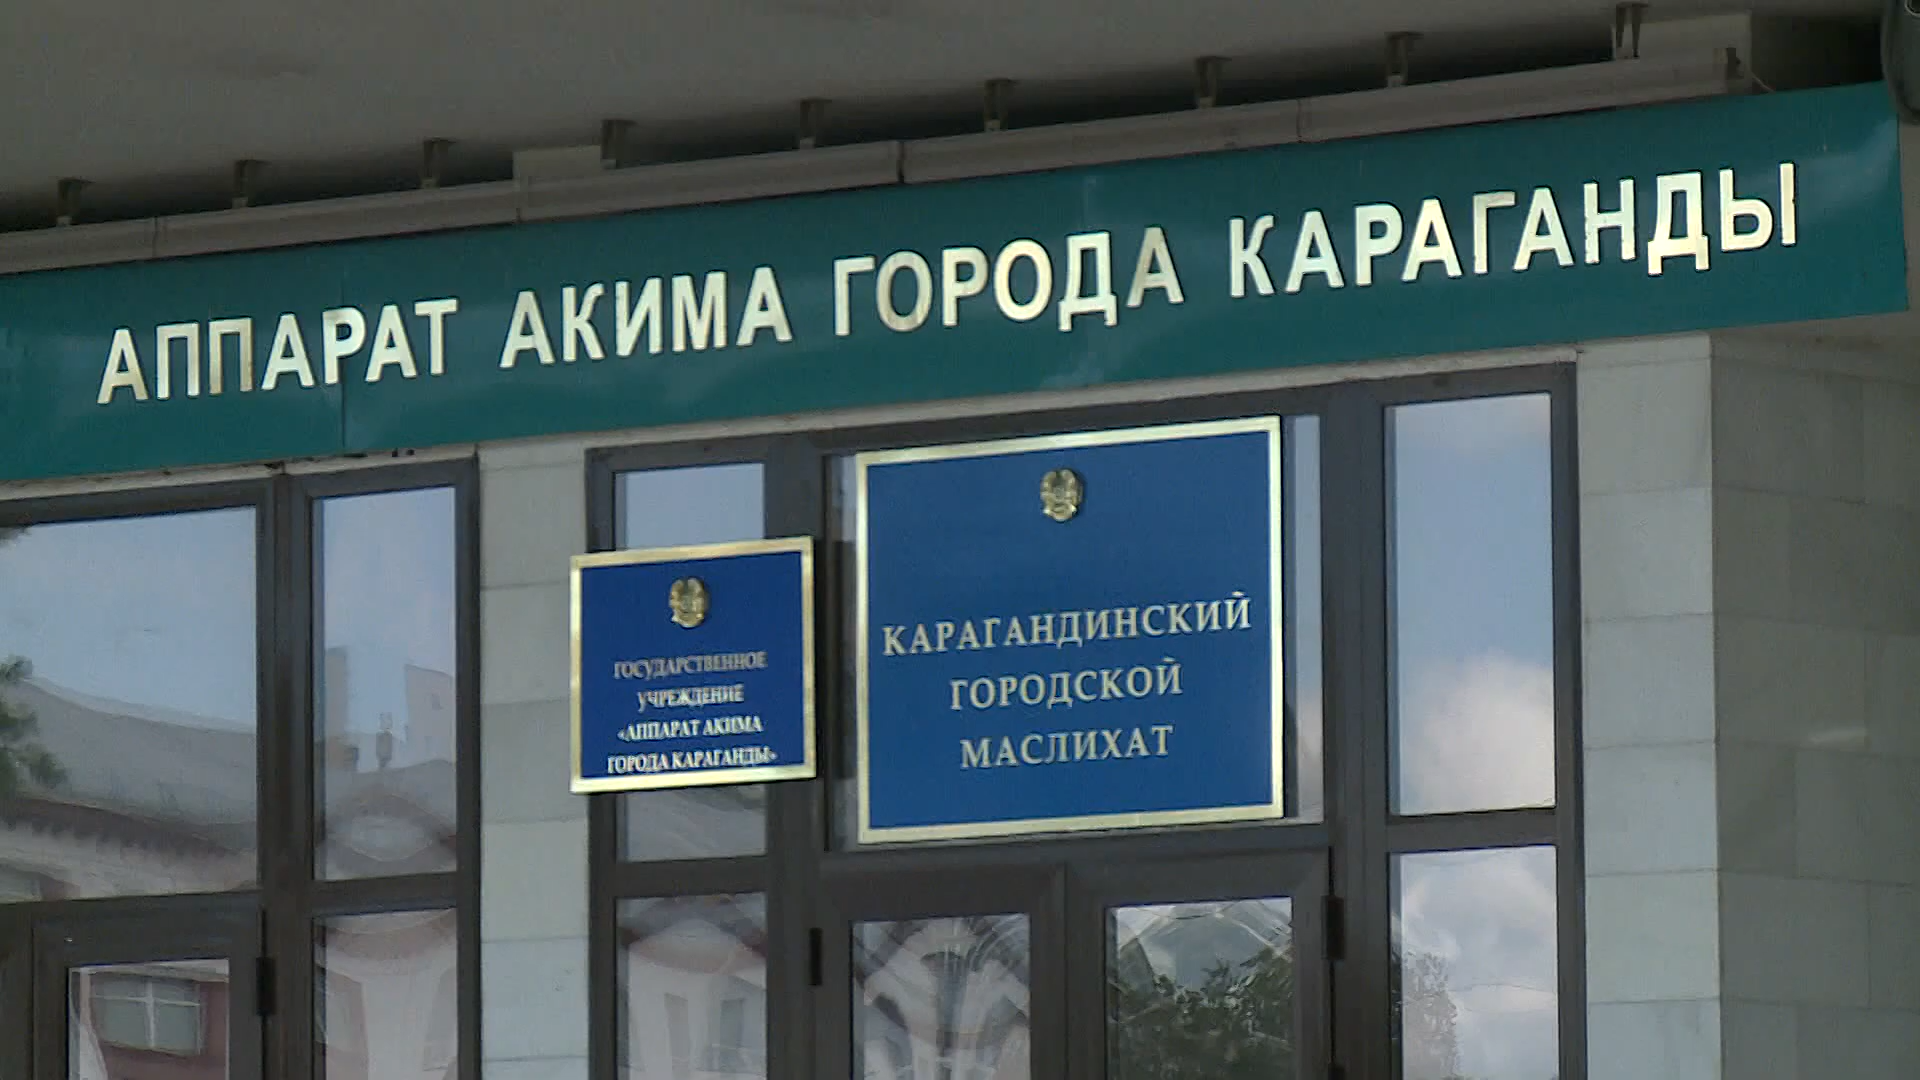 АППАРАТ АКИМА ГОРОДА КАРАГАНДЫ
ГОСУДАРСТВЕННОЕ
УЧРЕЖДЕНИЕ
«АППАРАТ АКИМА
ГОРОДА КАРАГАНДЫ»
КАРАГАНДИНСКИЙ
ГОРОДСКОЙ
МАСЛИХАТ